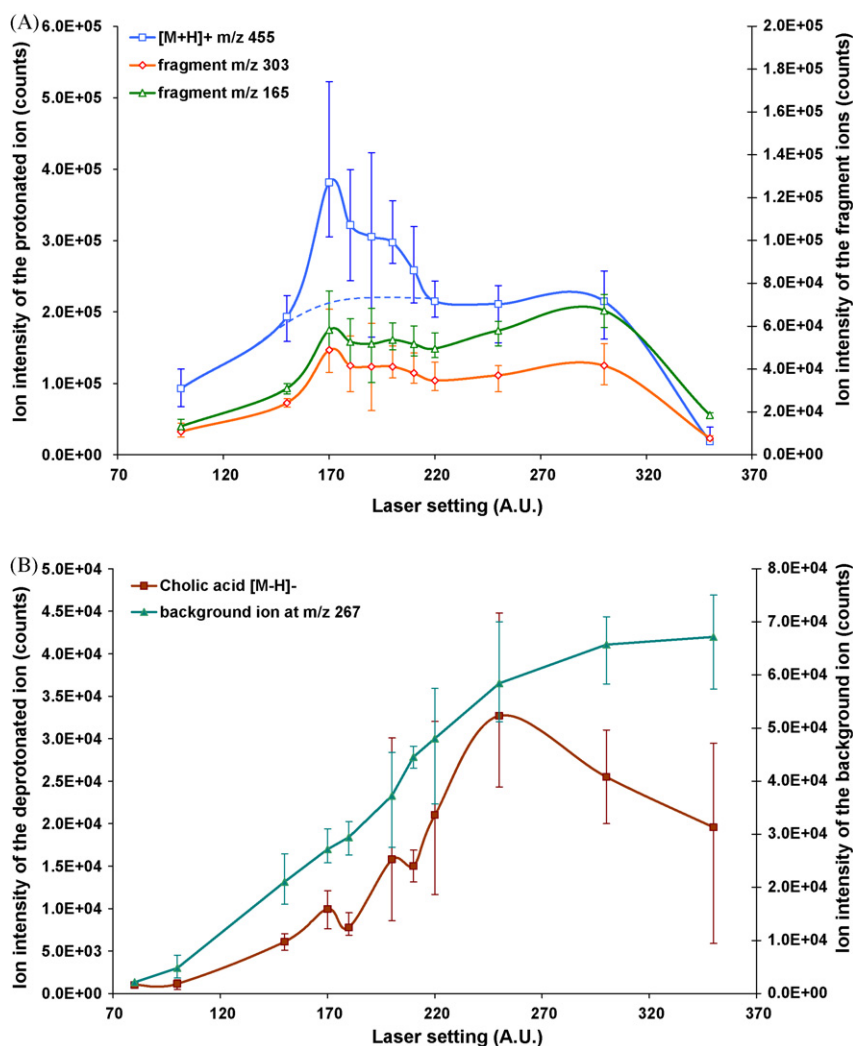 (A)
6.0E+05
5.0E+05
4.0E+05
3.0E+05
2.0E+05
1.0E+05
0.0E+00
Ion intensity of the protonated ion (counts)
[M+H]+ m/z 455
fragment m/z 303
fragment m/z 165
2.0E+05
1.8E+05
1.6E+05
1.4E+05
1.2E+05
1.0E+05
8.0E+04
6.0E+04
4.0E+04
2.0E+04
0.0E+00
Ion intensity of the fragment ions (counts)
70 120 170 220 270 320 370
Laser setting (A.U.)
(B)
5.0E+04
4.5E+04
4.0E+04
3.5E+04
3.0E+04
2.5E+04
2.0E+04
1.5E+04
1.0E+04
5.0E+03
0.0E+00
Ion intensity of the deprotonated ion (counts)
Cholic acid [M-H]-
background ion at m/z 267
8.0E+04
7.0E+04
6.0E+04
5.0E+04
4.0E+04
3.0E+04
2.0E+04
1.0E+04
0.0E+00
Ion intensity of the background ion (counts)
70 120 170 220 270 320 370
Laser setting (A.U.)